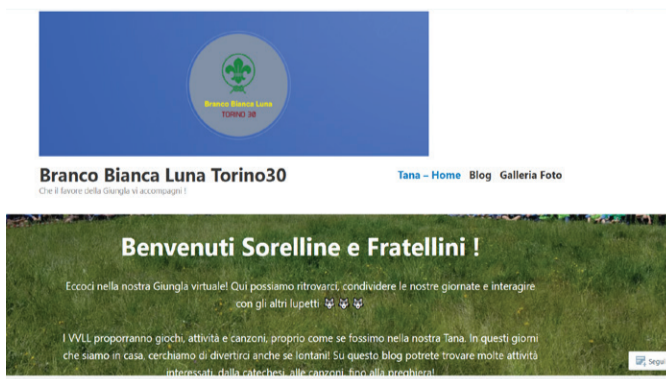 Branco Bianca Luna
TORINO 30
Branco Bianca Luna Torino30
Che il favore della Giungla vi accompagni !
Tana – Home Blog Galleria Foto
Benvenuti Sorelline e Fratellini !
Eccoci nella nostra Giungla virtuale! Qui possiamo ritrovarci, condividere le nostre giornate e interagire
con gli altri lupetti 🐺 🐺 🐺
I VVLL proporranno giochi, attività e canzoni, proprio come se fossimo nella nostra Tana. In questi giorni
che siamo in casa, cerchiamo di divertirci anche se lontani! Su questo blog potrete trovare molte attività
interessati, dalla catechesi, alle canzoni, fino alla preghiera!
Segui